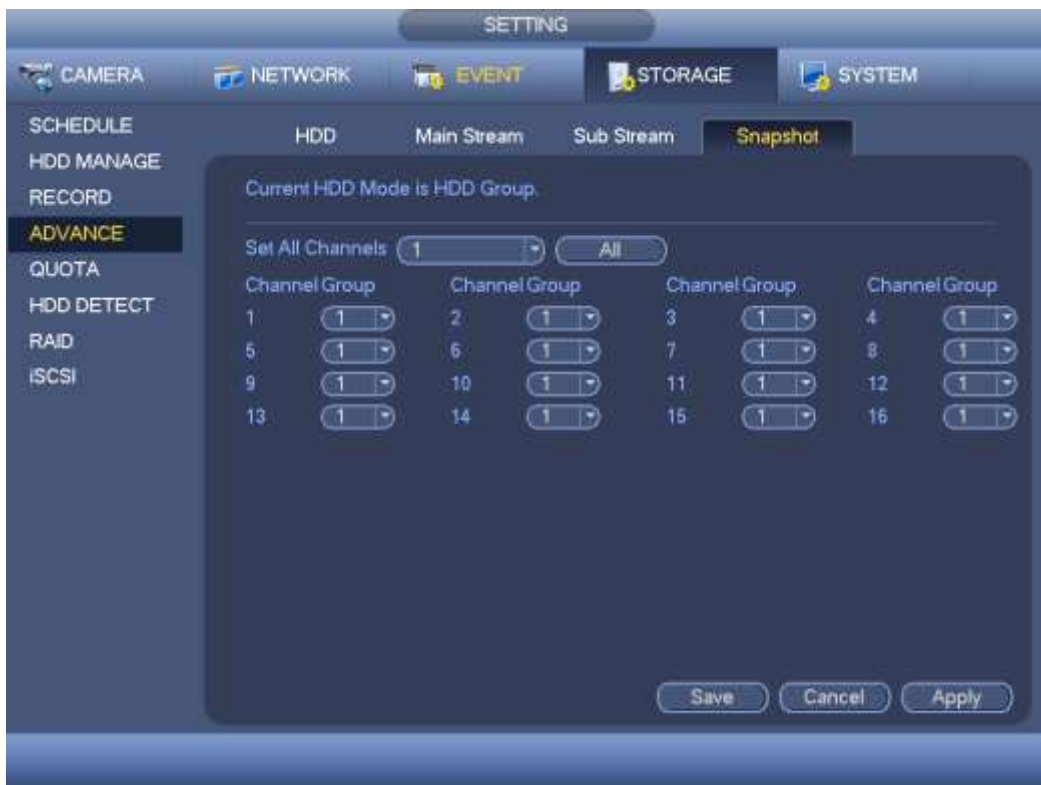 SETTING
CAMERA NETWORK EVENT STORAGE SYSTEM
SCHEDULE
HDD MANAGE
RECORD
ADVANCE
QUOTA
HDD DETECT
RAID
iSCSI
HDD Main Stream Sub Stream Snapshot
Current HDD Mode is HDD Group.
Set All Channels 1 All
Channel Group Channel Group Channel Group Channel Group
1 1 2 1 3 1 4 1
5 1 6 1 7 1 8 1
9 1 10 1 11 1 12 1
13 1 14 1 15 1 16 1
Save Cancel Apply